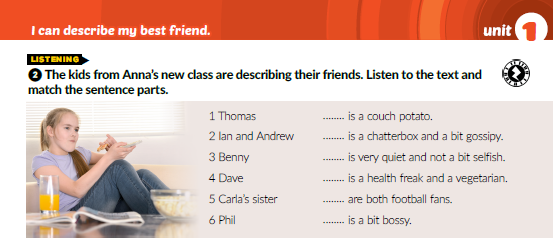 I can describe my best friend.
unit 1
LISTENING
2 The kids from Anna's new class are describing their friends. Listen to the text and
match the sentence parts.
1 Thomas ........ is a couch potato.
2 Ian and Andrew ........ is a chatterbox and a bit gossipy.
3 Benny ........ is very quiet and not a bit selfish.
4 Dave ........ is a health freak and a vegetarian.
5 Carla's sister ........ are both football fans.
6 Phil ........ is a bit bossy.